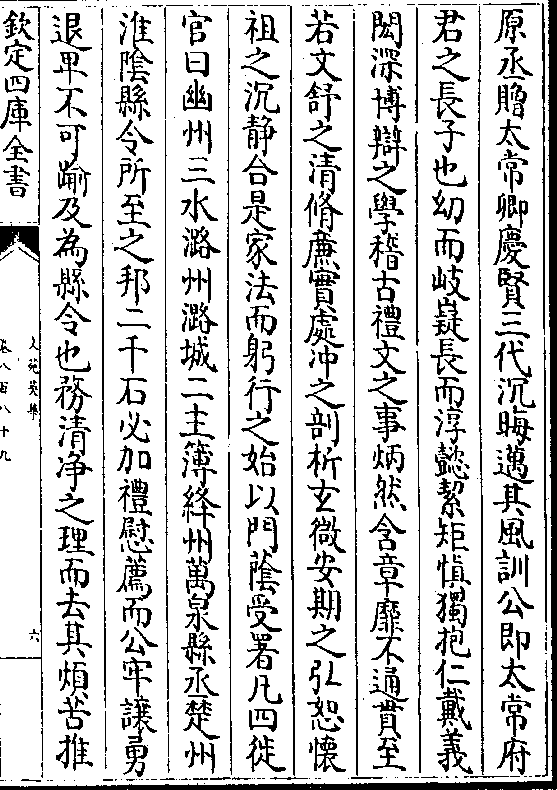 原丞贈太常卿慶賢三代沉晦邁其風訓公即太常府
君之長子也幼而岐嶷長而淳懿絜矩慎獨抱仁戴義
閎深博辯之學稽古禮文之事炳然含章靡不通貫至
若文舒之清脩廉實處冲之剖析玄微安期之弘恕懷
祖之沉静合是家法而躬行之始以門蔭受署凡四徙
官曰幽州三水潞州潞城二主簿絳州萬泉縣丞楚州
淮陰縣令所至之邦二千石必加禮慰薦而公牢讓勇
退卑不可踰及為縣令也務清净之理而去其煩苦推
欽定四庫全書
文苑英華
卷八百八十九
六